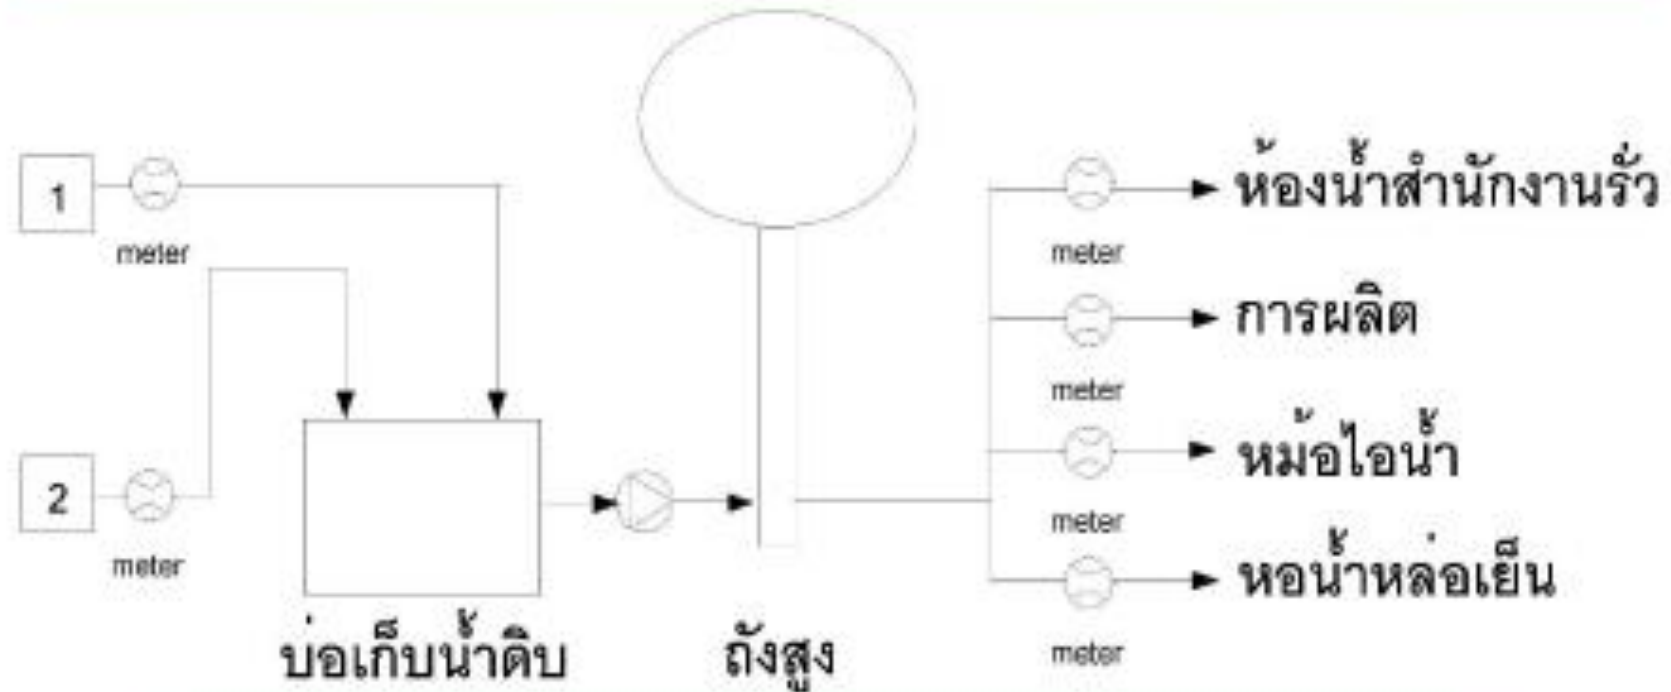 1
meter
2
meter
บ่อเก็บน้ำดิบ
ถังสูง
meter
ห้องน้ำสำนักงานรั่ว
meter
การผลิต
meter
หม้อไอน้ำ
meter
หอน้ำหล่อเย็น